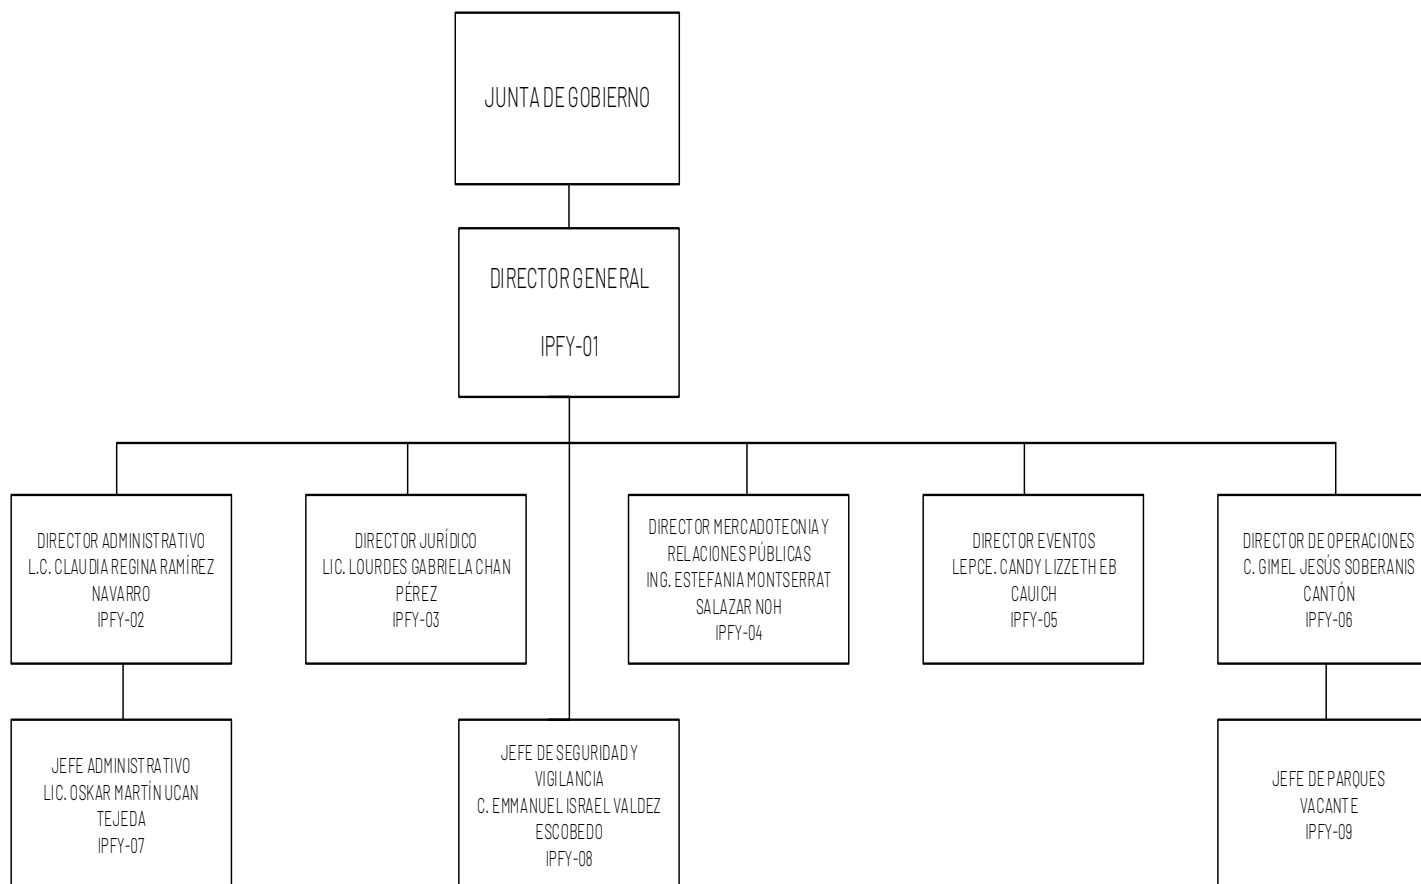 JUNTA DE GOBIERNO
DIRECTOR GENERAL
IPFY-01
DIRECTOR ADMINISTRATIVO
L.C. CLAUDIA REGINA RAMÍREZ
NAVARRO
IPFY-02
DIRECTOR JURÍDICO
LIC. LOURDES GABRIELA CHAN
PÉREZ
IPFY-03
DIRECTOR MERCADOTECNIA Y
RELACIONES PÚBLICAS
ING. ESTEFANIA MONTSERRAT
SALAZAR NOH
IPFY-04
DIRECTOR EVENTOS
LEPCE. CANDY LIZZETH EB
CAUICH
IPFY-05
DIRECTOR DE OPERACIONES
C. GIMEL JESÚS SOBERANIS
CANTÓN
IPFY-06
JEFE ADMINISTRATIVO
LIC. OSKAR MARTÍN UCAN
TEJEDA
IPFY-07
JEFE DE SEGURIDAD Y
VIGILANCIA
C. EMMANUEL ISRAEL VALDEZ
ESCOBEDO
IPFY-08
JEFE DE PARQUES
VACANTE
IPFY-09